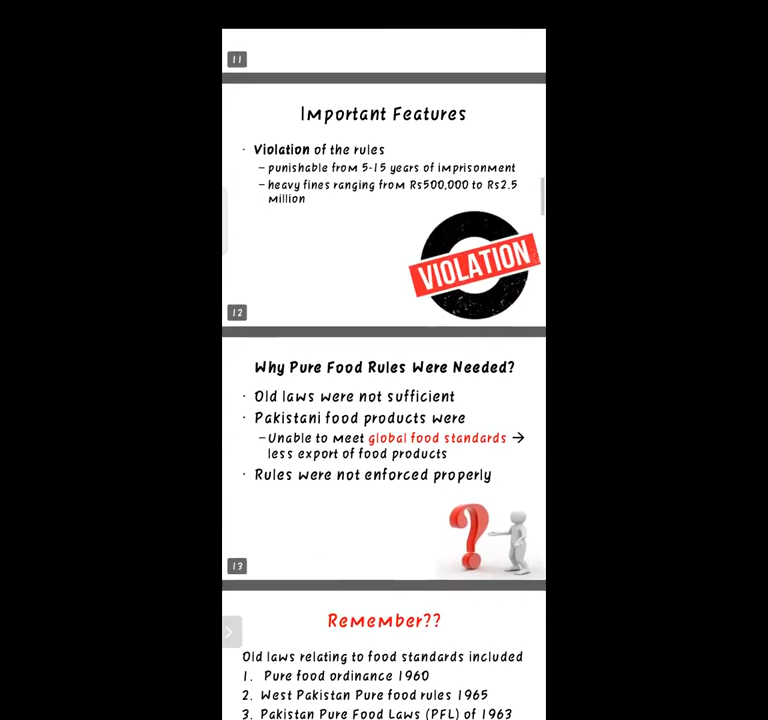 11
Important Features
· Violation of the rules
– punishable from 5-15 years of imprisonment
– heavy fines ranging from Rs500,000 to Rs2.5
million
VIOLATION
12
Why Pure Food Rules Were Needed?
· Old laws were not sufficient
· Pakistani food products were
– Unable to meet global food standards →
less export of food products
· Rules were not enforced properly
?
13
Remember??
Old laws relating to food standards included
1. Pure food ordinance 1960
2. West Pakistan Pure food rules 1965
3. Pakistan Pure Food Laws (PFL) of 1963